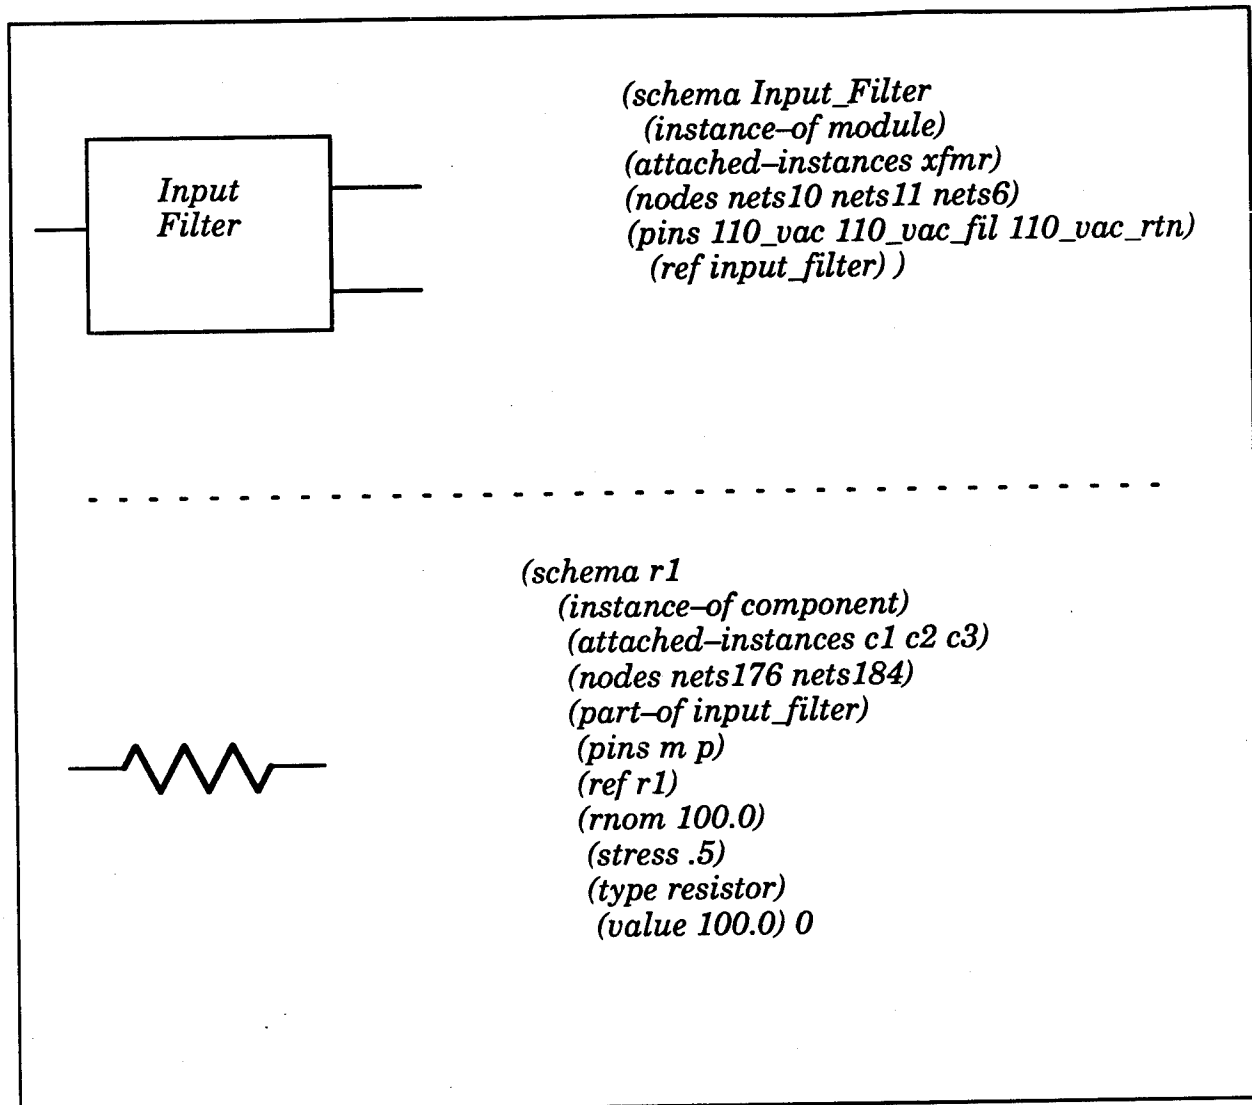 Input
Filter
(schema Input_Filter
(instance–of module)
(attached–instances xfmr)
(nodes nets10 nets11 nets6)
(pins 110_vac 110_vac_fil 110_vac_rtn)
(ref input_filter) )
(schema r1
(instance–of component)
(attached–instances c1 c2 c3)
(nodes nets176 nets184)
(part–of input_filter)
(pins m p)
(ref r1)
(rnom 100.0)
(stress .5)
(type resistor)
(value 100.0) 0